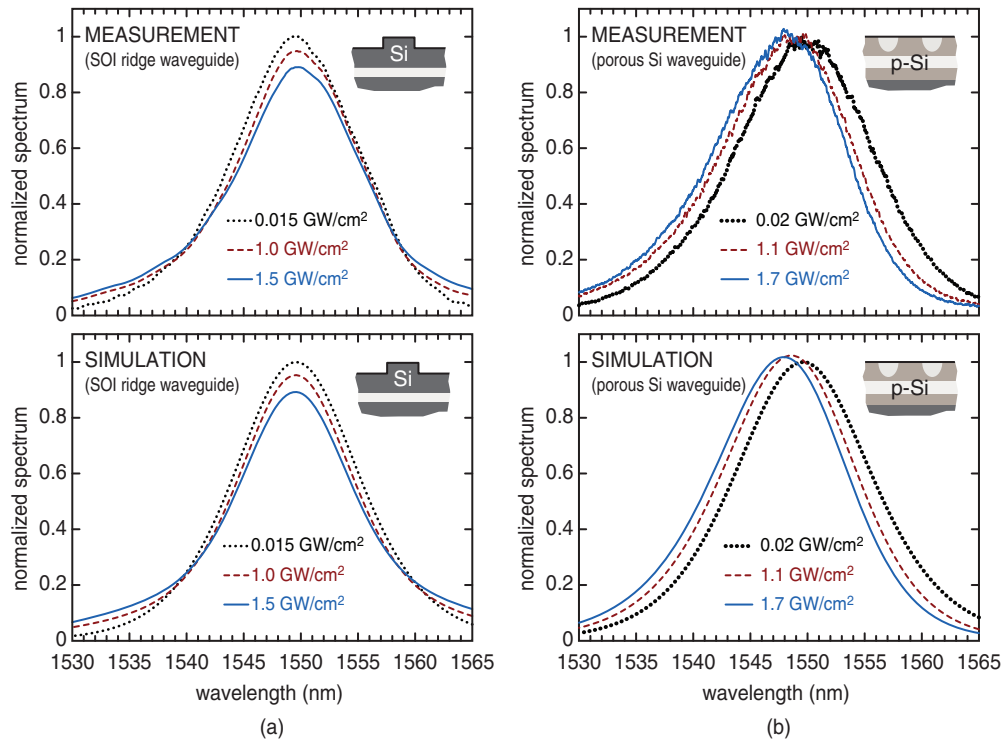 MEASUREMENT
(SOI ridge waveguide)
Si
normalized spectrum
1
0.8
0.6
0.4
0.2
0
0.015 GW/cm²
1.0 GW/cm²
1.5 GW/cm²
SIMULATION
(SOI ridge waveguide)
Si
normalized spectrum
1
0.8
0.6
0.4
0.2
0
0.015 GW/cm²
1.0 GW/cm²
1.5 GW/cm²
1530 1535 1540 1545 1550 1555 1560 1565
wavelength (nm)
(a)
MEASUREMENT
(porous Si waveguide)
p-Si
normalized spectrum
1
0.8
0.6
0.4
0.2
0
0.02 GW/cm²
1.1 GW/cm²
1.7 GW/cm²
SIMULATION
(porous Si waveguide)
p-Si
normalized spectrum
1
0.8
0.6
0.4
0.2
0
0.02 GW/cm²
1.1 GW/cm²
1.7 GW/cm²
1530 1535 1540 1545 1550 1555 1560 1565
wavelength (nm)
(b)